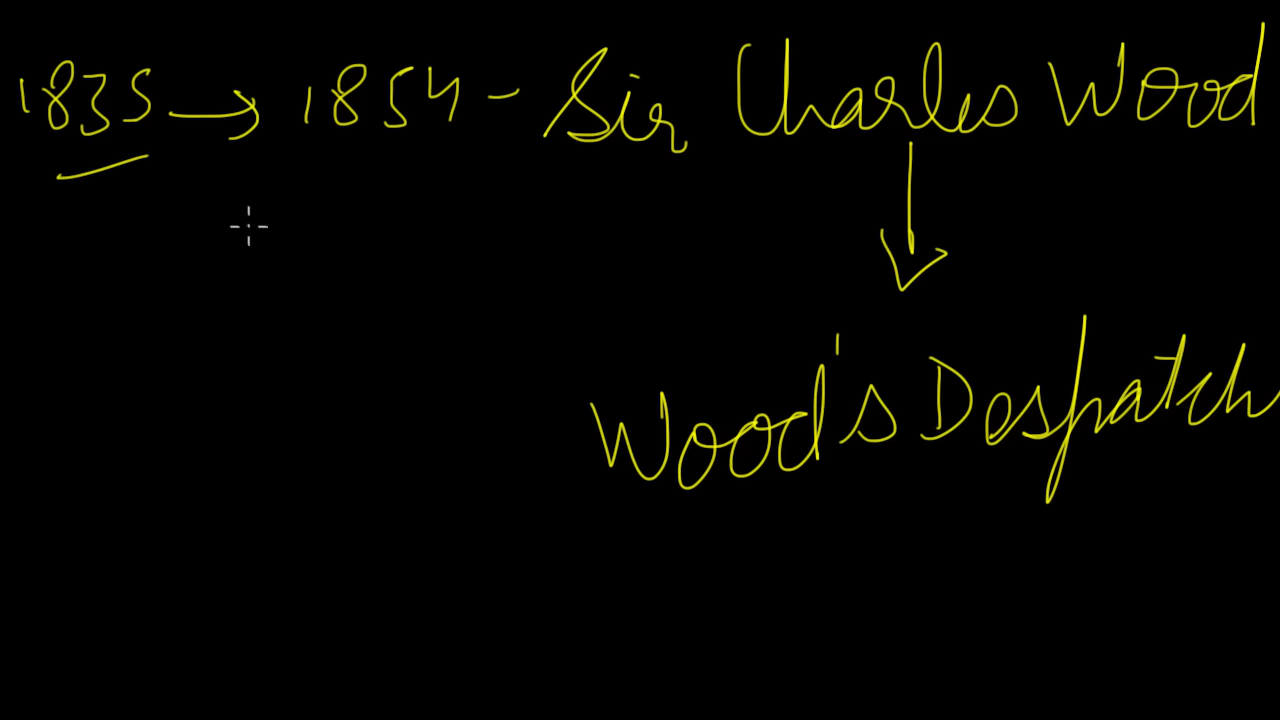 1835 → 1854 - Sir Charles Wood
Wood's Despatch